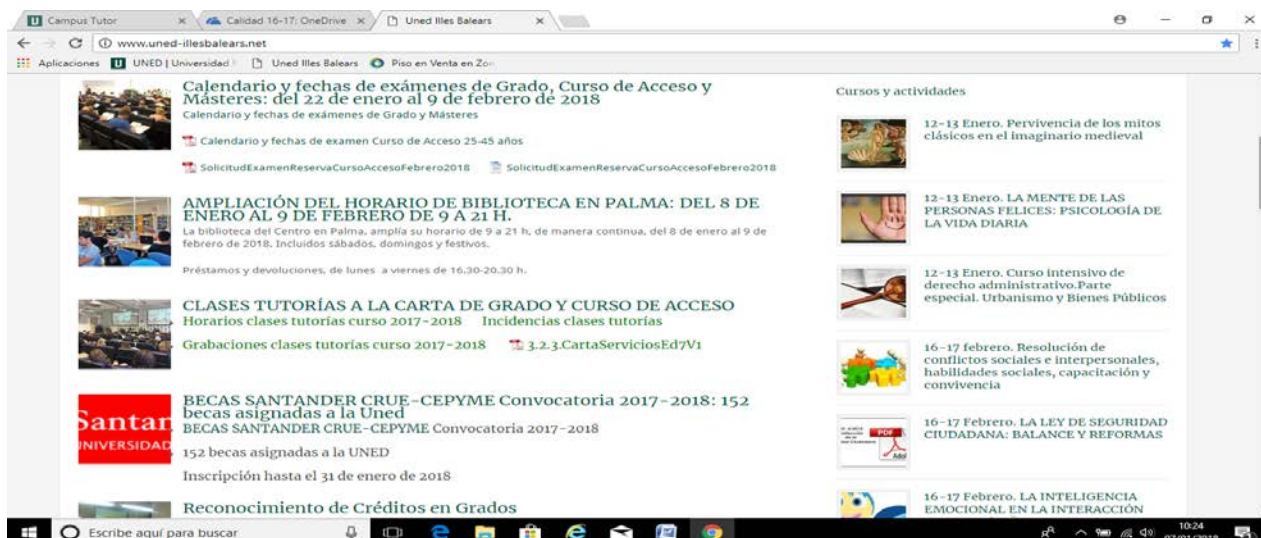 Campus Tutor
Calidad 16-17: OneDrive
Uned Illes Balears
www.uned-illesbalears.net
Aplicaciones
UNED | Universidad
Uned Illes Balears
Piso en Venta en Zon
Calendario y fechas de exámenes de Grado, Curso de Acceso y
Másteres: del 22 de enero al 9 de febrero de 2018
Calendario y fechas de exámenes de Grado y Másteres
Calendario y fechas de examen Curso de Acceso 25-45 años
SolicitudExamenReservaCursoAccesoFebrero2018 SolicitudExamenReservaCursoAccesoFebrero2018
AMPLIACIÓN DEL HORARIO DE BIBLIOTECA EN PALMA: DEL 8 DE
ENERO AL 9 DE FEBRERO DE 9 A 21 H.
La biblioteca del Centro en Palma, amplía su horario de 9 a 21 h, de manera continua, del 8 de enero al 9 de
febrero de 2018. Incluidos sábados, domingos y festivos.
Préstamos y devoluciones, de lunes a viernes de 16.30-20.30 h.
CLASES TUTORÍAS A LA CARTA DE GRADO Y CURSO DE ACCESO
Horarios clases tutorías curso 2017-2018 Incidencias clases tutorías
Grabaciones clases tutorías curso 2017-2018 3.2.3.CartaServiciosEd7V1
Santan
UNIVERSIDAD
BECAS SANTANDER CRUE-CEPYME Convocatoria 2017-2018: 152
becas asignadas a la Uned
BECAS SANTANDER CRUE-CEPYME Convocatoria 2017-2018
152 becas asignadas a la UNED
Inscripción hasta el 31 de enero de 2018
Reconocimiento de Créditos en Grados
Cursos y actividades
12-13 Enero. Pervivencia de los mitos
clásicos en el imaginario medieval
12-13 Enero. LA MENTE DE LAS
PERSONAS FELICES: PSICOLOGÍA DE
LA VIDA DIARIA
12-13 Enero. Curso intensivo de
derecho administrativo.Parte
especial. Urbanismo y Bienes Públicos
16-17 febrero. Resolución de
conflictos sociales e interpersonales,
habilidades sociales, capacitación y
convivencia
PDF
16-17 Febrero. LA LEY DE SEGURIDAD
CIUDADANA: BALANCE Y REFORMAS
16-17 Febrero. LA INTELIGENCIA
EMOCIONAL EN LA INTERACCIÓN
Escribe aquí para buscar
10:24
07/01/2018